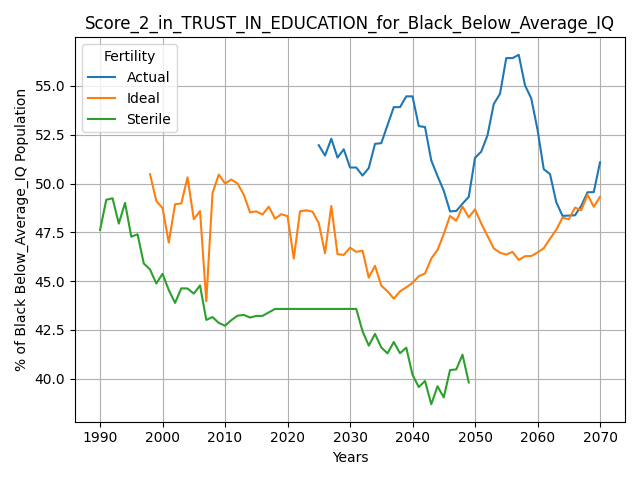 Score_2_in_TRUST_IN_EDUCATION_for_Black_Below_Average_IQ
Fertility
Actual
Ideal
Sterile
% of Black Below_Average_IQ Population
55.0
52.5
50.0
47.5
45.0
42.5
40.0
1990 2000 2010 2020 2030 2040 2050 2060 2070
Years